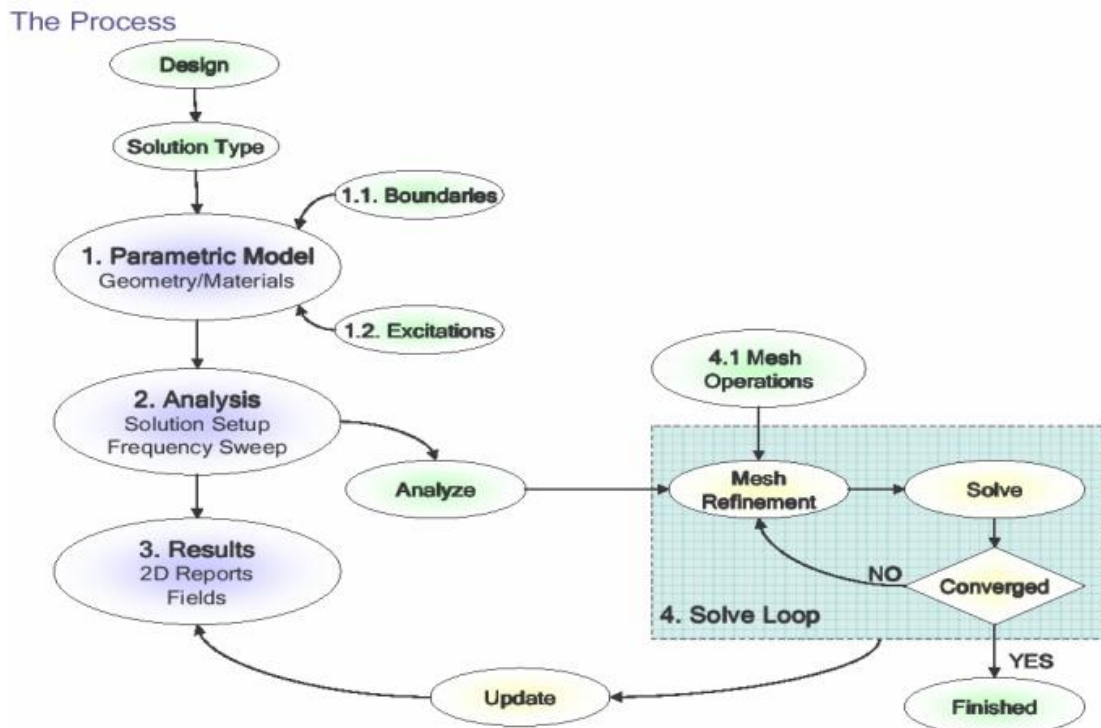 The Process
Design
Solution Type
1.1. Boundaries
1. Parametric Model
Geometry/Materials
1.2. Excitations
2. Analysis
Solution Setup
Frequency Sweep
Analyze
4.1 Mesh
Operations
Mesh
Refinement
Solve
3. Results
2D Reports
Fields
NO
Converged
4. Solve Loop
YES
Update
Finished